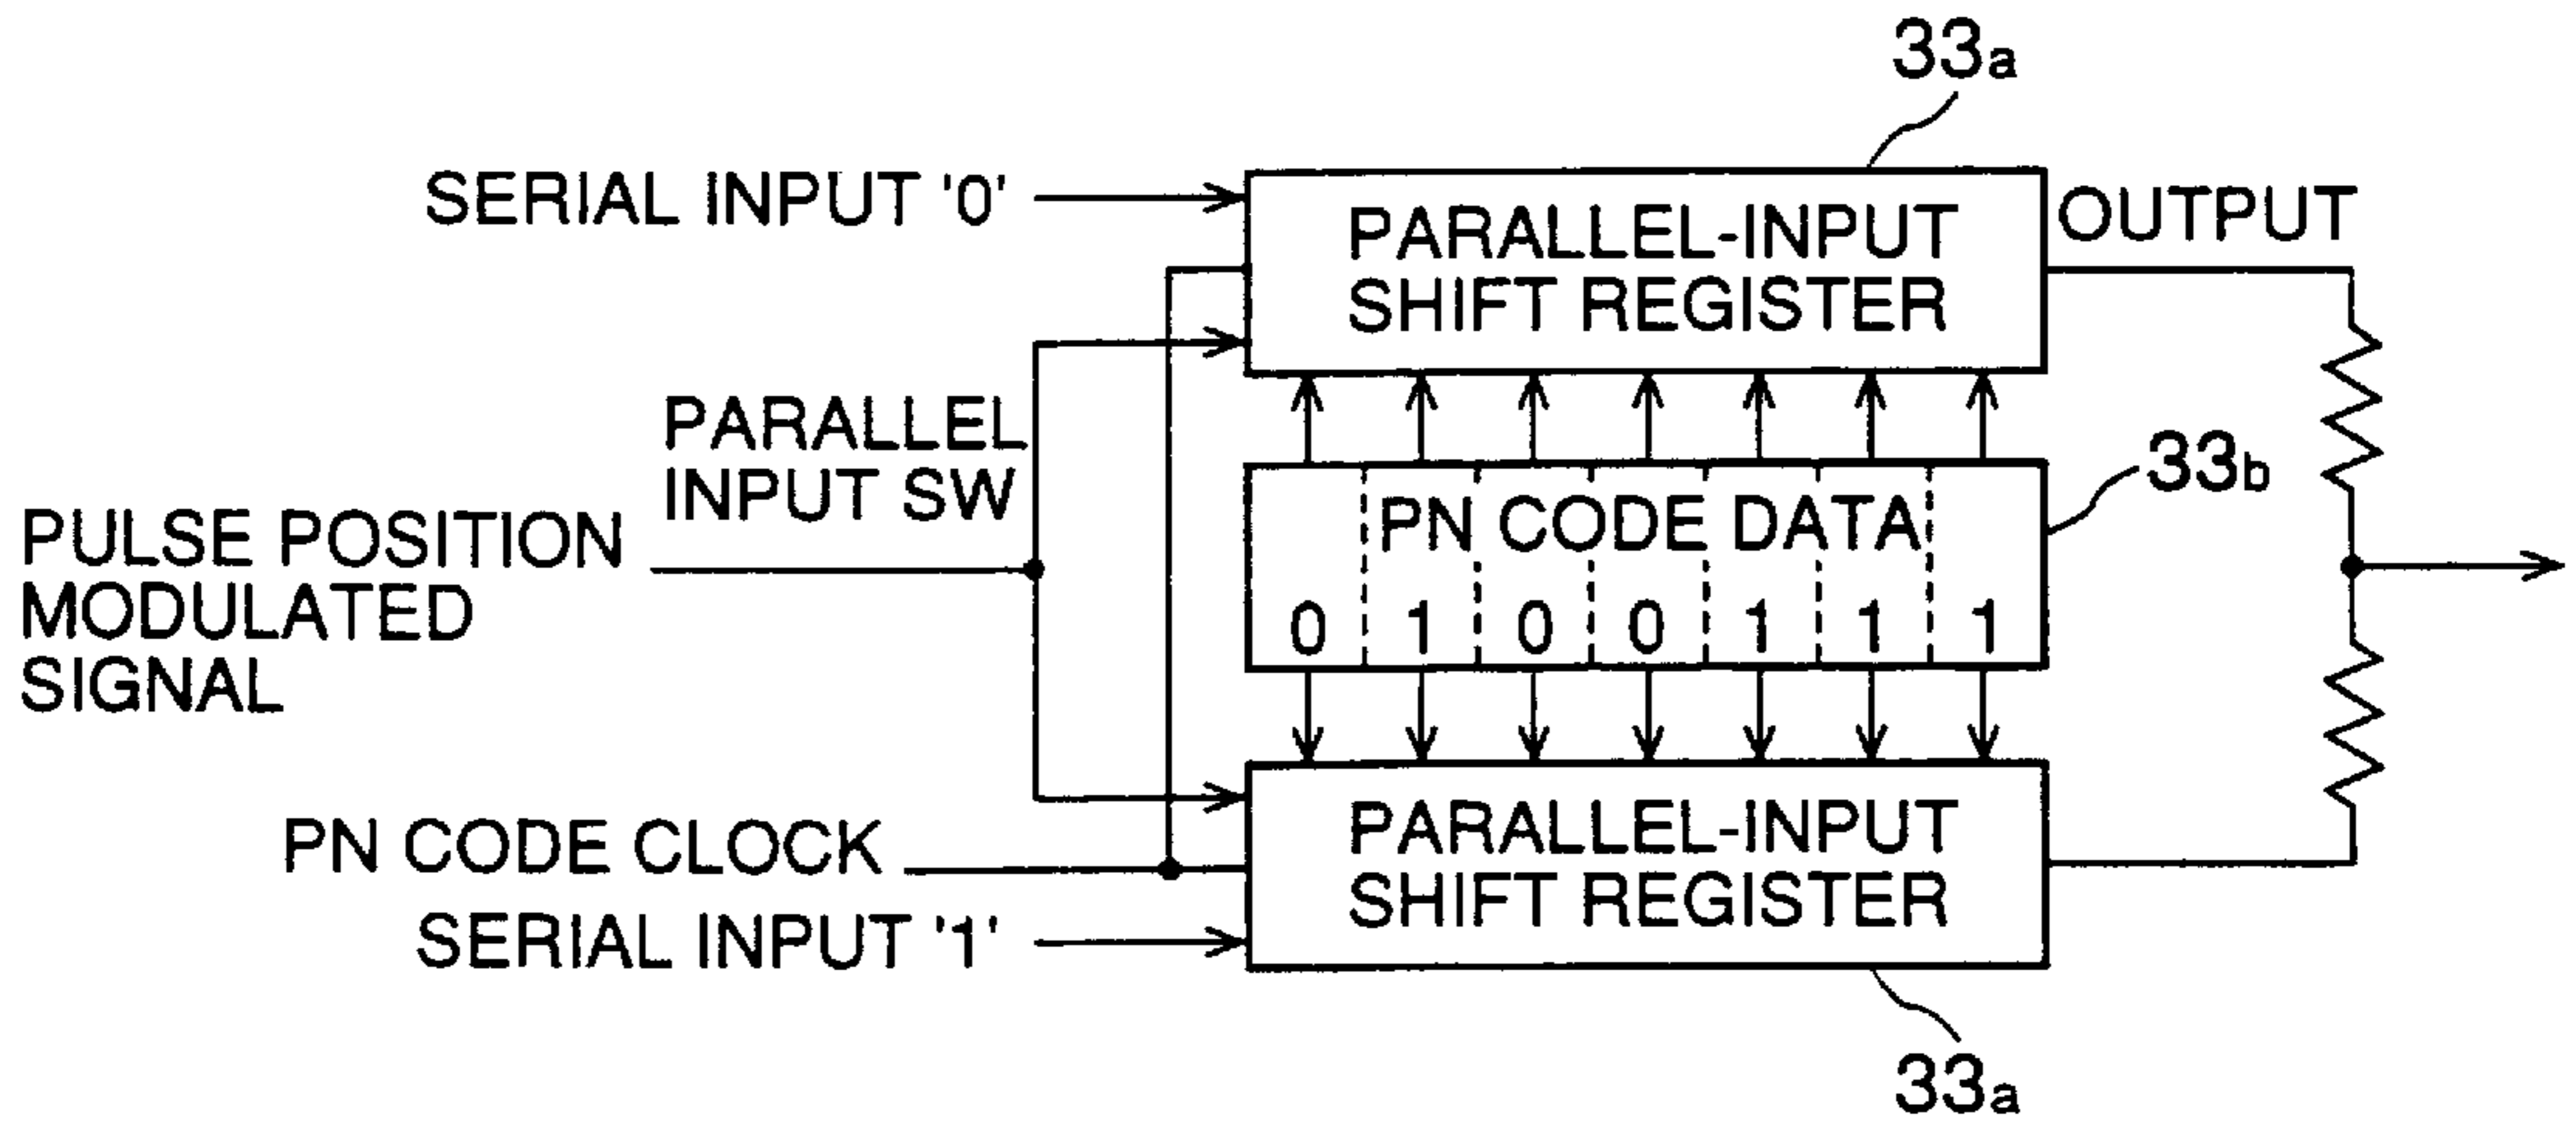 33a
SERIAL INPUT '0'
PARALLEL-INPUT
SHIFT REGISTER
OUTPUT
PARALLEL
INPUT SW
33b
PN CODE DATA
0 1 0 0 1 1 1
PULSE POSITION
MODULATED
SIGNAL
PN CODE CLOCK
SERIAL INPUT '1'
PARALLEL-INPUT
SHIFT REGISTER
33a